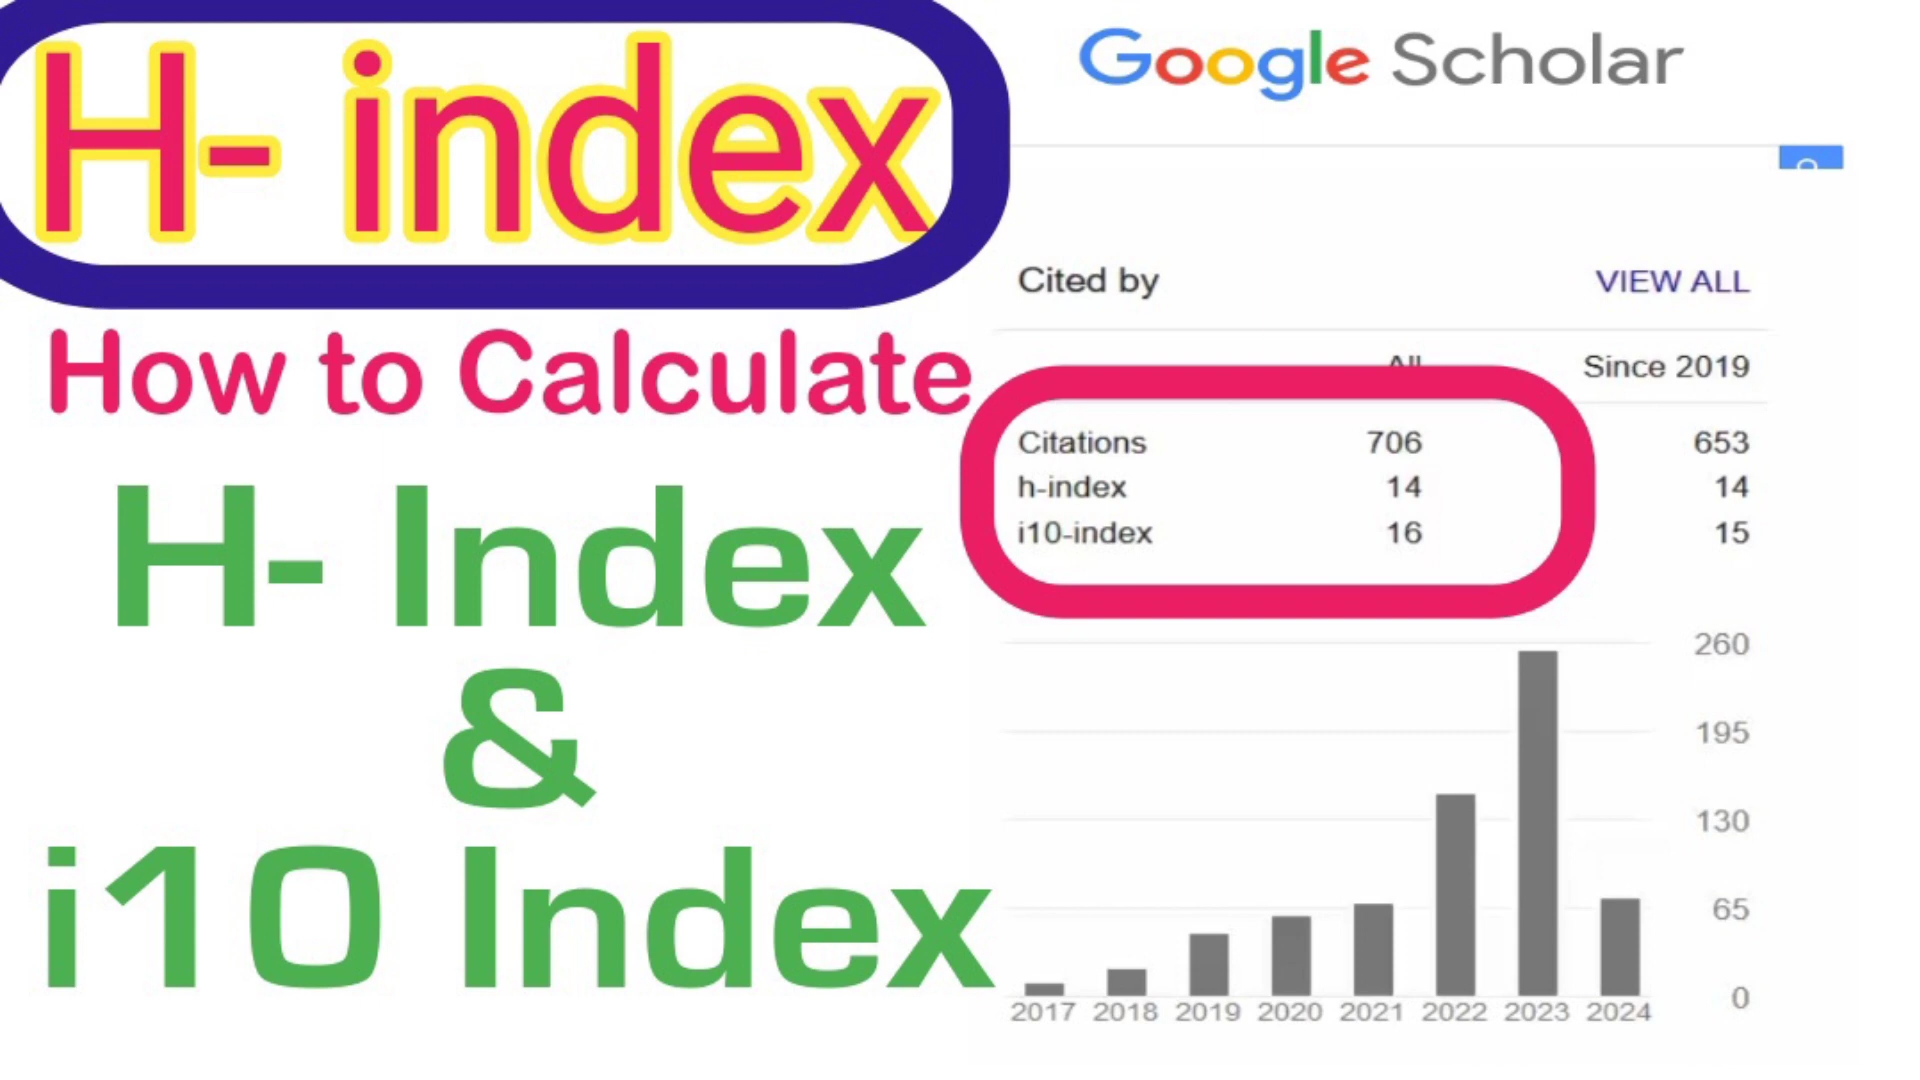 H- index
How to Calculate
H- Index
&
i10 Index
Google Scholar
Cited by VIEW ALL
All Since 2019
Citations 706 653
h-index 14 14
i10-index 16 15
260
195
130
65
0
2017 2018 2019 2020 2021 2022 2023 2024